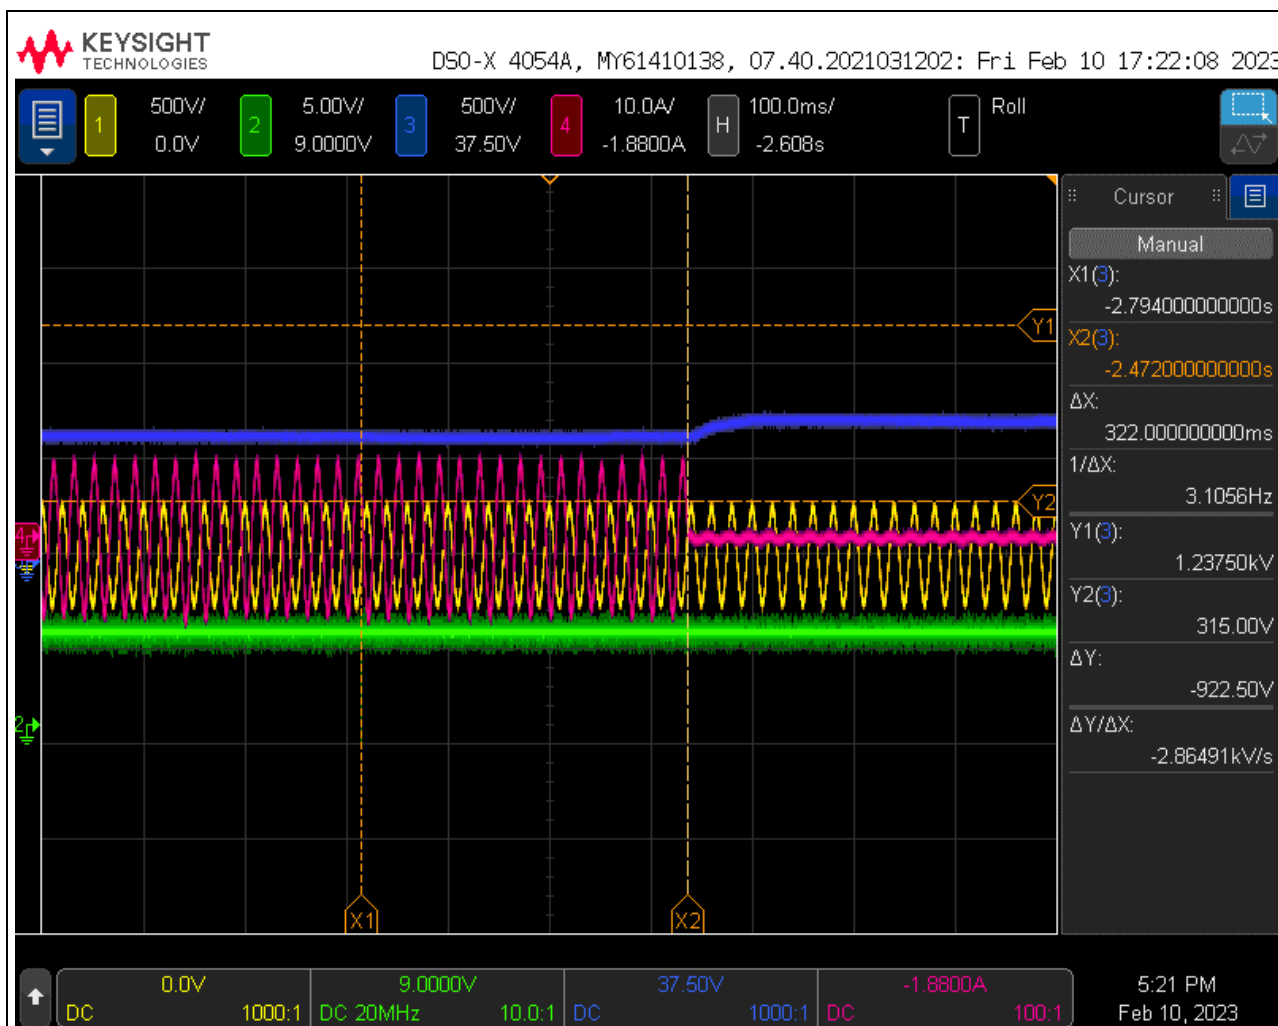 KEYSIGHT
TECHNOLOGIES
DSO-X 4054A, MY61410138, 07.40.2021031202: Fri Feb 10 17:22:08 2023
1 500V/ 2 5.00V/ 3 500V/ 4 10.0A/ H 100.0ms/ T Roll
0.0V 9.0000V 37.50V -1.8800A -2.608s
Cursor
Manual
X1(3):
-2.794000000000s
X2(3):
-2.472000000000s
ΔX:
322.000000000ms
1/ΔX:
3.1056Hz
Y1(3):
1.23750kV
Y2(3):
315.00V
ΔY:
-922.50V
ΔY/ΔX:
-2.86491kV/s
Y1
Y2
4
2
X1 X2
0.0V 9.0000V 37.50V -1.8800A
DC 1000:1 DC 20MHz 10.0:1 DC 1000:1 DC 100:1
5:21 PM
Feb 10, 2023